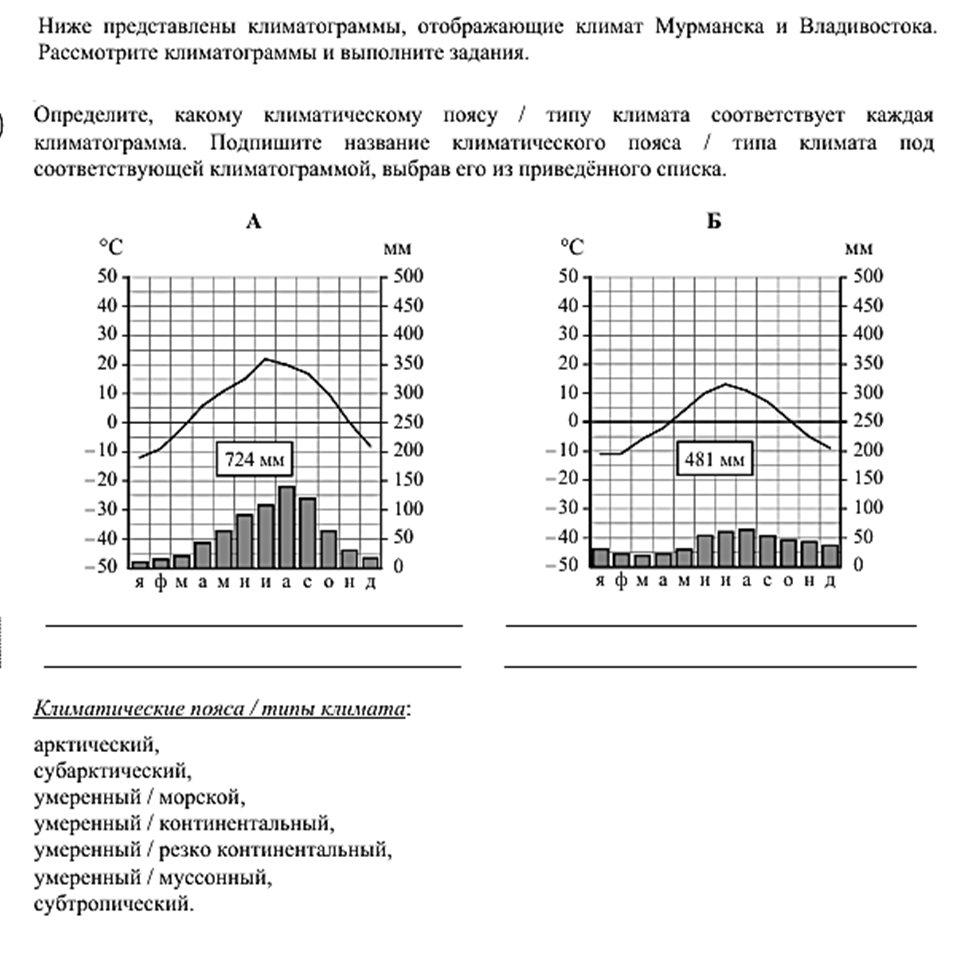 Ниже представлены климатограммы, отображающие климат Мурманска и Владивостока.
Рассмотрите климатограммы и выполните задания.
Определите, какому климатическому поясу / типу климата соответствует каждая
климатограмма. Подпишите название климатического пояса / типа климата под
соответствующей климатограммой, выбрав его из приведённого списка.
А
°C мм
50 500
40 450
30 400
20 350
10 300
0 250
−10 200
−20 150
−30 100
−40 50
−50 0
724 мм
я ф м а м и и а с о н д
Б
°C мм
50 500
40 450
30 400
20 350
10 300
0 250
−10 200
−20 150
−30 100
−40 50
−50 0
481 мм
я ф м а м и и а с о н д
Климатические пояса / типы климата:
арктический,
субарктический,
умеренный / морской,
умеренный / континентальный,
умеренный / резко континентальный,
умеренный / муссонный,
субтропический.